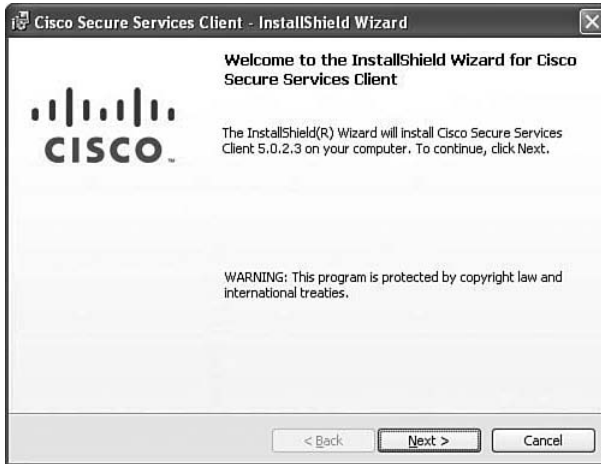 Cisco Secure Services Client - InstallShield Wizard
Welcome to the InstallShield Wizard for Cisco
Secure Services Client
CISCO™
The InstallShield(R) Wizard will install Cisco Secure Services
Client 5.0.2.3 on your computer. To continue, click Next.
WARNING: This program is protected by copyright law and
international treaties.
< Back
Next >
Cancel